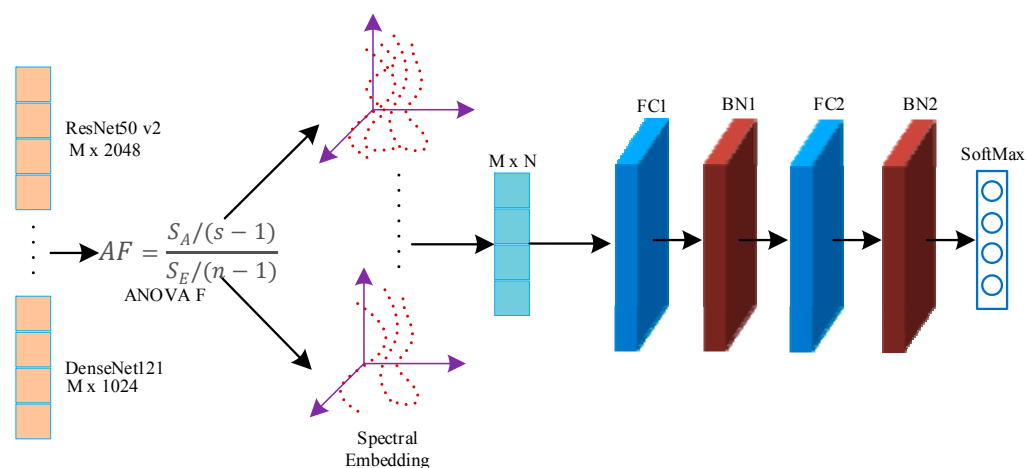 ResNet50 v2
M x 2048
AF = S_A/(s − 1)
S_E/(n − 1)
ANOVA F
DenseNet121
M x 1024
Spectral
Embedding
M x N
FC1
BN1
FC2
BN2
SoftMax